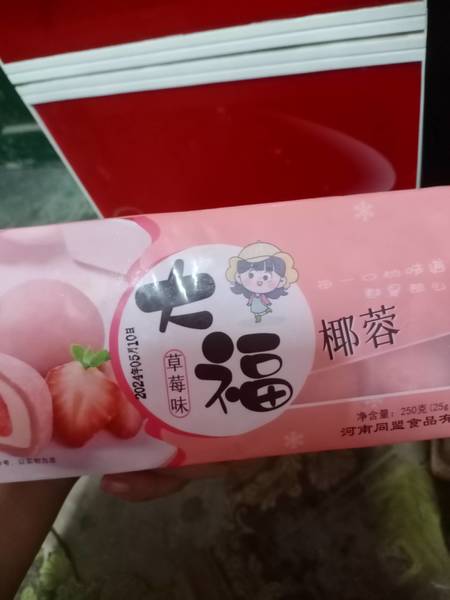 大福
草莓味
椰蓉
2024年05月10日
净含量：250克(25g
河南同盟食品有